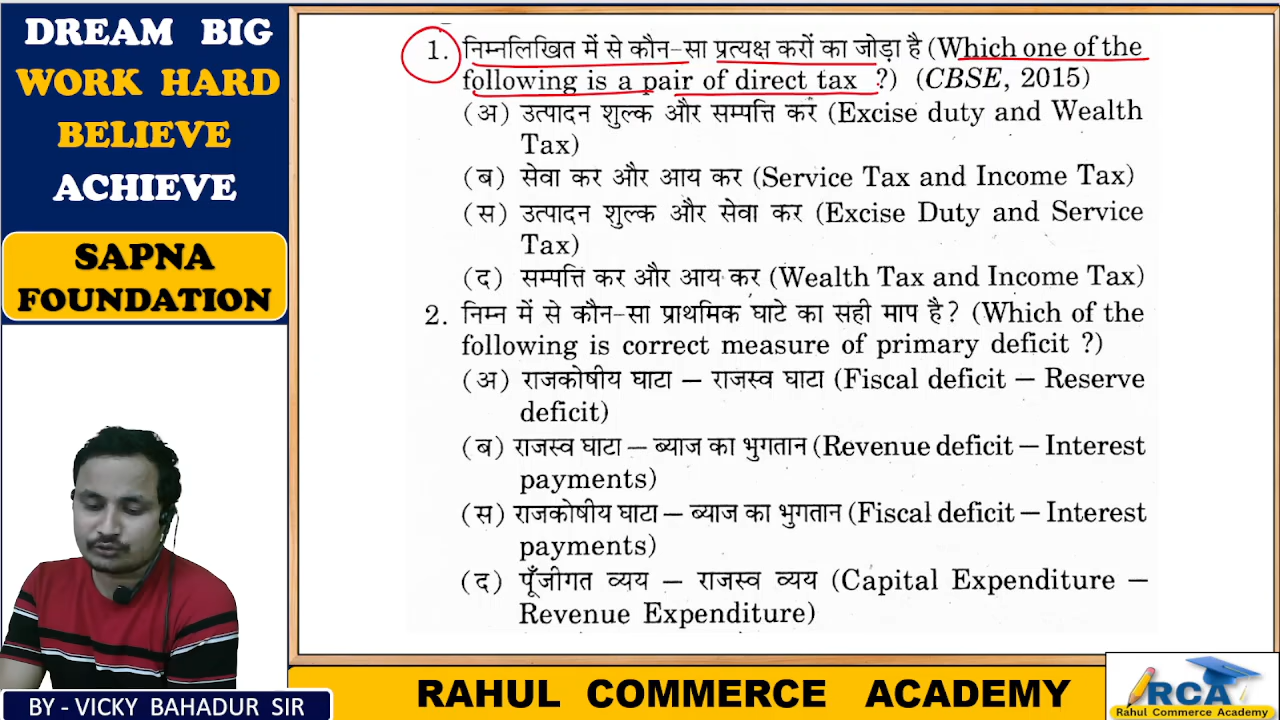 DREAM BIG
WORK HARD
BELIEVE
ACHIEVE
SAPNA
FOUNDATION
1. निम्नलिखित में से कौन-सा प्रत्यक्ष करों का जोड़ा है (Which one of the
following is a pair of direct tax ?) (CBSE, 2015)
(अ) उत्पादन शुल्क और सम्पत्ति कर (Excise duty and Wealth
Tax)
(ब) सेवा कर और आय कर (Service Tax and Income Tax)
(स) उत्पादन शुल्क और सेवा कर (Excise Duty and Service
Tax)
(द) सम्पत्ति कर और आय कर (Wealth Tax and Income Tax)
2. निम्न में से कौन-सा प्राथमिक घाटे का सही माप है? (Which of the
following is correct measure of primary deficit ?)
(अ) राजकोषीय घाटा – राजस्व घाटा (Fiscal deficit – Reserve
deficit)
(ब) राजस्व घाटा – ब्याज का भुगतान (Revenue deficit – Interest
payments)
(स) राजकोषीय घाटा – ब्याज का भुगतान (Fiscal deficit – Interest
payments)
(द) पूँजीगत व्यय – राजस्व व्यय (Capital Expenditure –
Revenue Expenditure)
BY - VICKY BAHADUR SIR
RAHUL COMMERCE ACADEMY
RCA
Rahul Commerce Academy